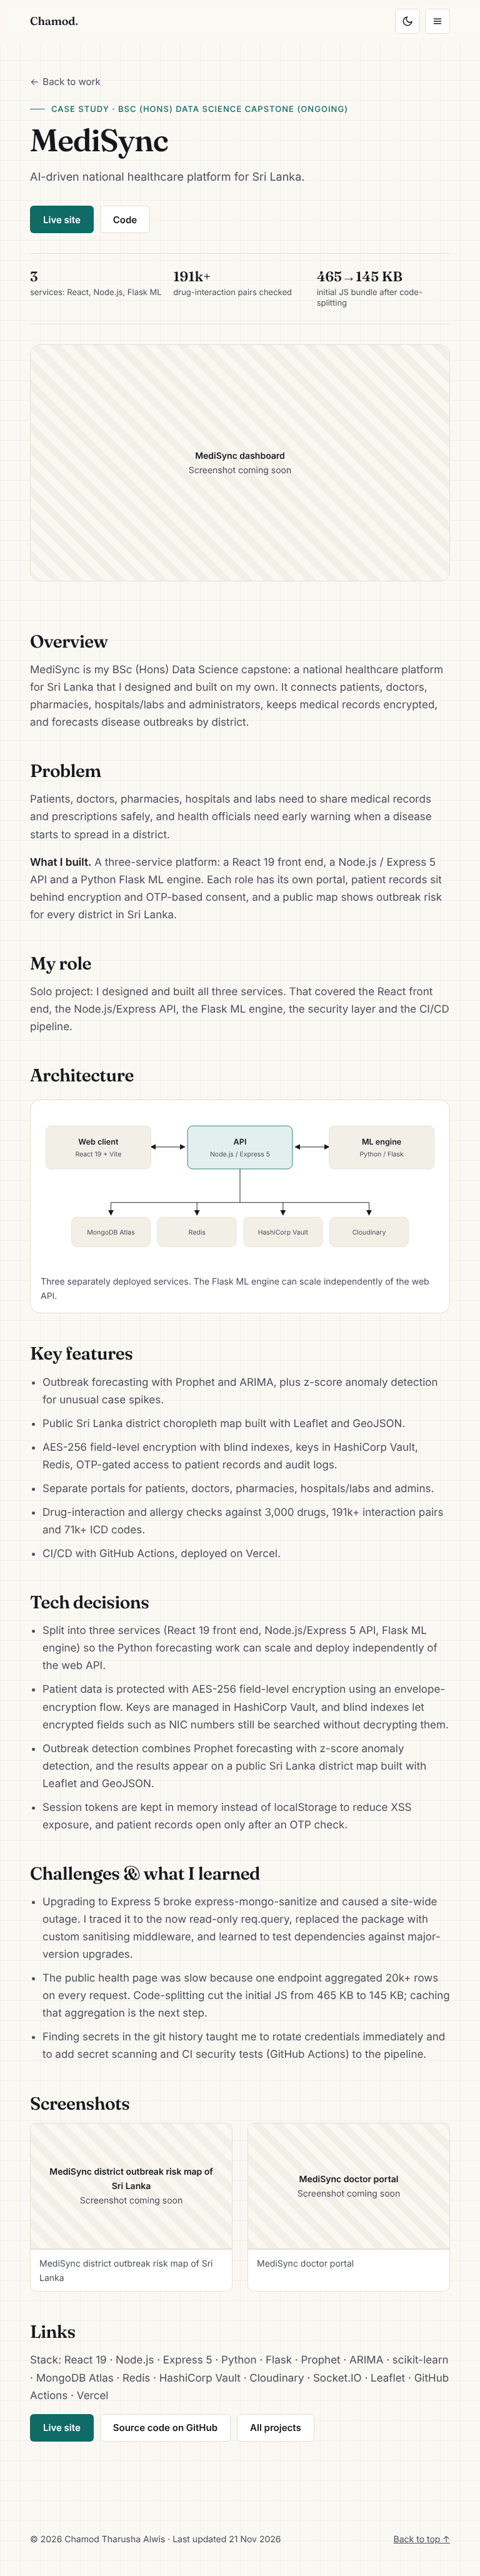 Chamod.
← Back to work
CASE STUDY · BSC (HONS) DATA SCIENCE CAPSTONE (ONGOING)
MediSync
AI-driven national healthcare platform for Sri Lanka.
Live site
Code
3
services: React, Node.js, Flask ML
191k+
drug-interaction pairs checked
465→145 KB
initial JS bundle after code-
splitting
MediSync dashboard
Screenshot coming soon
Overview
MediSync is my BSc (Hons) Data Science capstone: a national healthcare platform
for Sri Lanka that I designed and built on my own. It connects patients, doctors,
pharmacies, hospitals/labs and administrators, keeps medical records encrypted,
and forecasts disease outbreaks by district.
Problem
Patients, doctors, pharmacies, hospitals and labs need to share medical records
and prescriptions safely, and health officials need early warning when a disease
starts to spread in a district.
What I built. A three-service platform: a React 19 front end, a Node.js / Express 5
API and a Python Flask ML engine. Each role has its own portal, patient records sit
behind encryption and OTP-based consent, and a public map shows outbreak risk
for every district in Sri Lanka.
My role
Solo project: I designed and built all three services. That covered the React front
end, the Node.js/Express API, the Flask ML engine, the security layer and the CI/CD
pipeline.
Architecture
Web client
React 19 + Vite
API
Node.js / Express 5
ML engine
Python / Flask
MongoDB Atlas
Redis
HashiCorp Vault
Cloudinary
Three separately deployed services. The Flask ML engine can scale independently of the web
API.
Key features
• Outbreak forecasting with Prophet and ARIMA, plus z-score anomaly detection
for unusual case spikes.
• Public Sri Lanka district choropleth map built with Leaflet and GeoJSON.
• AES-256 field-level encryption with blind indexes, keys in HashiCorp Vault,
Redis, OTP-gated access to patient records and audit logs.
• Separate portals for patients, doctors, pharmacies, hospitals/labs and admins.
• Drug-interaction and allergy checks against 3,000 drugs, 191k+ interaction pairs
and 71k+ ICD codes.
• CI/CD with GitHub Actions, deployed on Vercel.
Tech decisions
• Split into three services (React 19 front end, Node.js/Express 5 API, Flask ML
engine) so the Python forecasting work can scale and deploy independently of
the web API.
• Patient data is protected with AES-256 field-level encryption using an envelope-
encryption flow. Keys are managed in HashiCorp Vault, and blind indexes let
encrypted fields such as NIC numbers still be searched without decrypting them.
• Outbreak detection combines Prophet forecasting with z-score anomaly
detection, and the results appear on a public Sri Lanka district map built with
Leaflet and GeoJSON.
• Session tokens are kept in memory instead of localStorage to reduce XSS
exposure, and patient records open only after an OTP check.
Challenges & what I learned
• Upgrading to Express 5 broke express-mongo-sanitize and caused a site-wide
outage. I traced it to the now read-only req.query, replaced the package with
custom sanitising middleware, and learned to test dependencies against major-
version upgrades.
• The public health page was slow because one endpoint aggregated 20k+ rows
on every request. Code-splitting cut the initial JS from 465 KB to 145 KB; caching
that aggregation is the next step.
• Finding secrets in the git history taught me to rotate credentials immediately and
to add secret scanning and CI security tests (GitHub Actions) to the pipeline.
Screenshots
MediSync district outbreak risk map of
Sri Lanka
Screenshot coming soon
MediSync district outbreak risk map of Sri
Lanka
MediSync doctor portal
Screenshot coming soon
MediSync doctor portal
Links
Stack: React 19 · Node.js · Express 5 · Python · Flask · Prophet · ARIMA · scikit-learn
· MongoDB Atlas · Redis · HashiCorp Vault · Cloudinary · Socket.IO · Leaflet · GitHub
Actions · Vercel
Live site
Source code on GitHub
All projects
© 2026 Chamod Tharusha Alwis · Last updated 21 Nov 2026
Back to top ↑